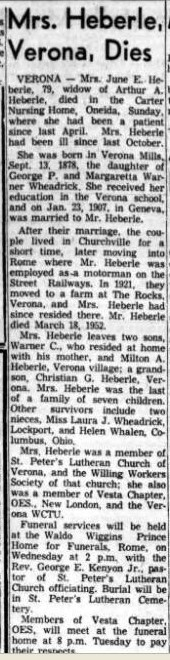 Mrs. Heberle,
Verona, Dies
VERONA — Mrs. June E. He-
berle, 79, widow of Arthur A.
Heberle, died in the Carter
Nursing Home, Oneida, Sunday,
where she had been a patient
since last April. Mrs. Heberle
had been ill since last October.
She was born in Verona Mills,
Sept. 13, 1878, the daughter of
George P. and Margaretta War-
ner Wheadrick. She received her
education in the Verona school,
and on Jan. 23, 1907, in Geneva,
was married to Mr. Heberle.
After their marriage, the cou-
ple lived in Churchville for a
short time, later moving into
Rome where Mr. Heberle was
employed as a motorman on the
Street Railways. In 1921, they
moved to a farm at The Rocks,
Verona, and Mrs. Heberle had
since resided there. Mr. Heberle
died March 18, 1952.
Mrs. Heberle leaves two sons,
Warner C., who resided at home
with his mother, and Milton A.
Heberle, Verona village; a grand-
son, Christian G. Heberle, Ver-
ona. Mrs. Heberle was the last
of a family of seven children.
Other survivors include two
nieces, Miss Laura J. Wheadrick,
Lockport, and Helen Whalen, Co-
lumbus, Ohio.
Mrs. Heberle was a member of
St. Peter's Lutheran Church of
Verona, and the Willing Workers
Society of that church; she also
was a member of Vesta Chapter,
OES., New London, and the Ver-
ona WCTU.
Funeral services will be held
at the Waldo Wiggins Prince
Home for Funerals, Rome, on
Wednesday at 2 p.m. with the
Rev. George E. Kenyon Jr., pas-
tor of St. Peter's Lutheran
Church officiating. Burial will be
in St. Peter's Lutheran Ceme-
tery.
Members of Vesta Chapter,
OES, will meet at the funeral
home at 8 p.m. Tuesday to pay
their respects